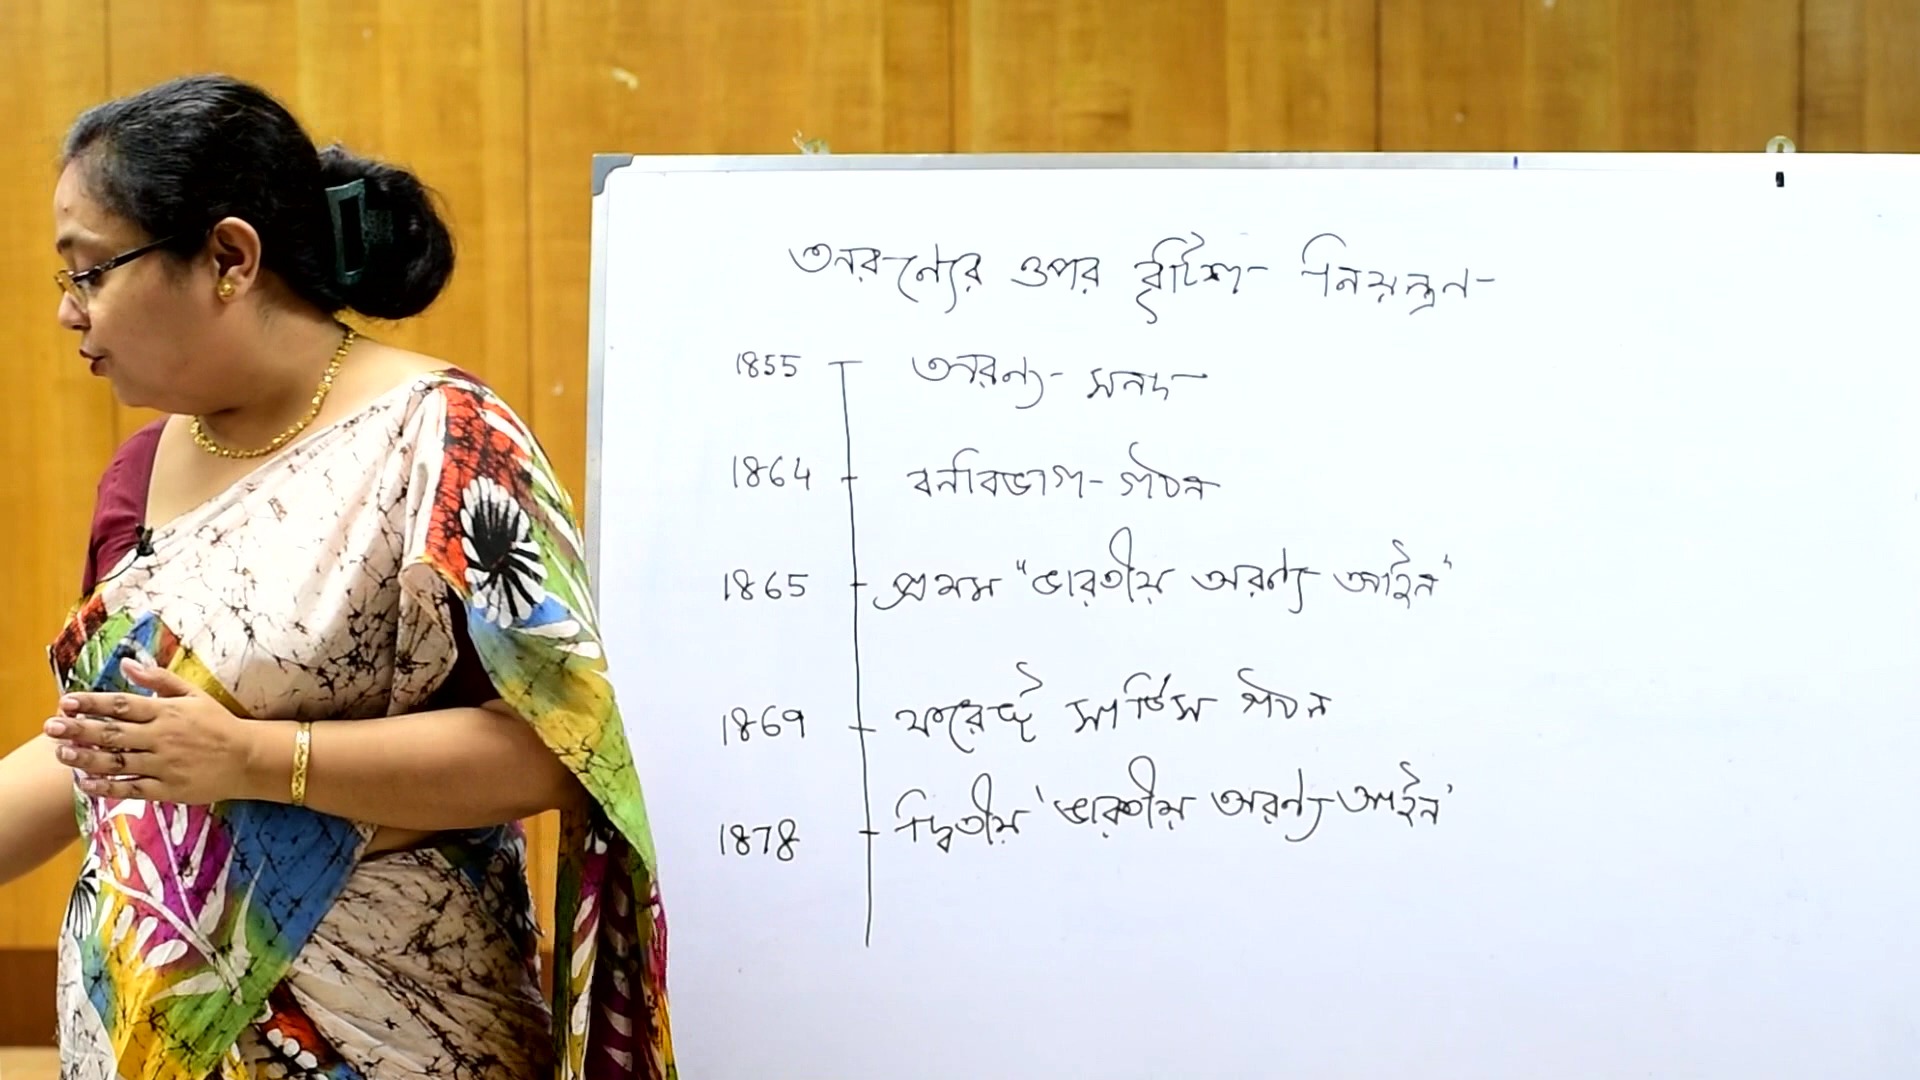 অরণ্যের ওপর বৃটিশ নিয়ন্ত্রন
1855 অরণ্য সনদ
1864 বনবিভাগ গঠন
1865 প্রথম "ভারতীয় অরণ্য আইন"
1869 ফরেস্ট সার্ভিস গঠন
1878 দ্বিতীয় 'ভারতীয় অরণ্য আইন'